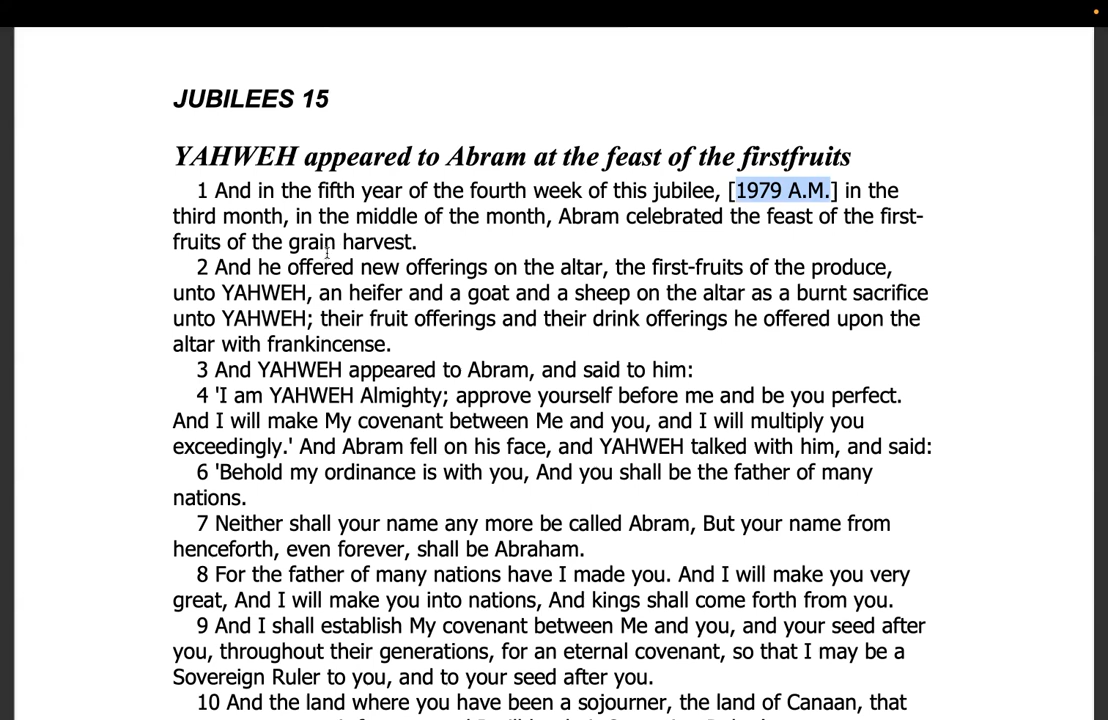 JUBILEES 15
YAHWEH appeared to Abram at the feast of the firstfruits
1 And in the fifth year of the fourth week of this jubilee, [1979 A.M.] in the
third month, in the middle of the month, Abram celebrated the feast of the first-
fruits of the grain harvest.
2 And he offered new offerings on the altar, the first-fruits of the produce,
unto YAHWEH, an heifer and a goat and a sheep on the altar as a burnt sacrifice
unto YAHWEH; their fruit offerings and their drink offerings he offered upon the
altar with frankincense.
3 And YAHWEH appeared to Abram, and said to him:
4 'I am YAHWEH Almighty; approve yourself before me and be you perfect.
And I will make My covenant between Me and you, and I will multiply you
exceedingly.' And Abram fell on his face, and YAHWEH talked with him, and said:
6 'Behold my ordinance is with you, And you shall be the father of many
nations.
7 Neither shall your name any more be called Abram, But your name from
henceforth, even forever, shall be Abraham.
8 For the father of many nations have I made you. And I will make you very
great, And I will make you into nations, And kings shall come forth from you.
9 And I shall establish My covenant between Me and you, and your seed after
you, throughout their generations, for an eternal covenant, so that I may be a
Sovereign Ruler to you, and to your seed after you.
10 And the land where you have been a sojourner, the land of Canaan, that